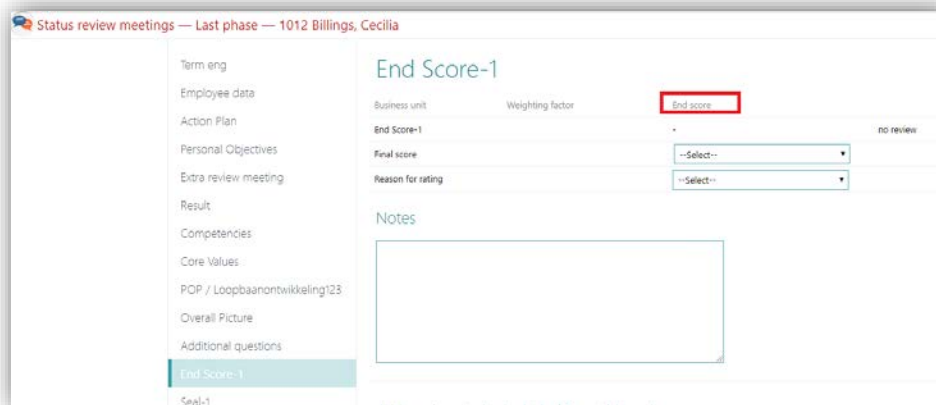 Status review meetings — Last phase — 1012 Billings, Cecilia
Term eng
Employee data
Action Plan
Personal Objectives
Extra review meeting
Result
Competencies
Core Values
POP / Loopbaanontwikkeling123
Overall Picture
Additional questions
End Score-1
Seal-1
End Score-1
Business unit Weighting factor End score
End Score-1 - no review
Final score --Select--
Reason for rating --Select--
Notes